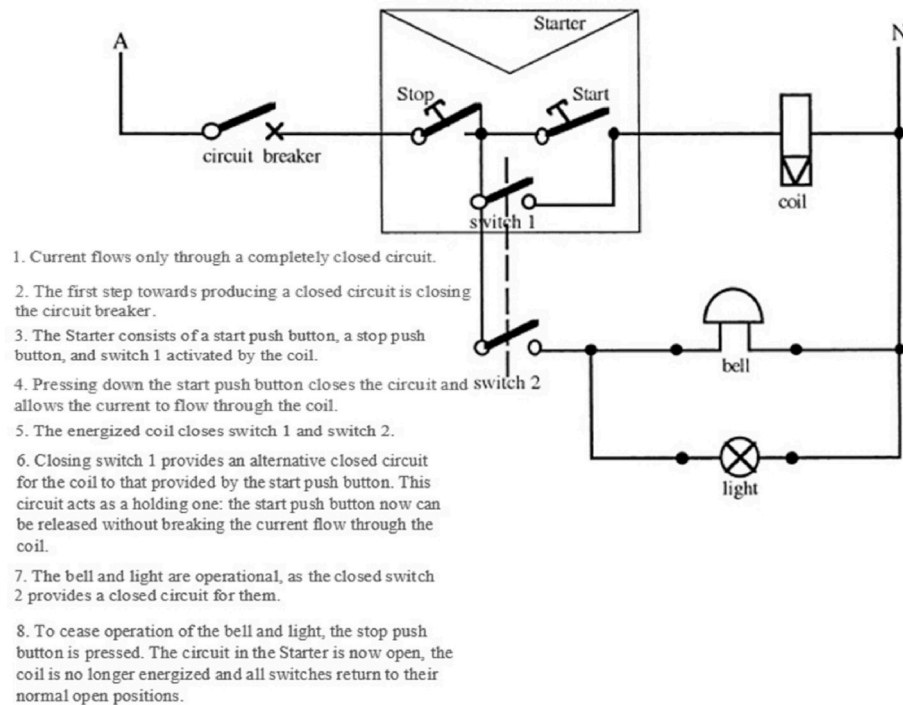 Starter
A
N
Stop
Start
circuit breaker
coil
switch 1
1. Current flows only through a completely closed circuit.
2. The first step towards producing a closed circuit is closing
the circuit breaker.
3. The Starter consists of a start push button, a stop push
button, and switch 1 activated by the coil.
bell
switch 2
4. Pressing down the start push button closes the circuit and
allows the current to flow through the coil.
5. The energized coil closes switch 1 and switch 2.
6. Closing switch 1 provides an alternative closed circuit
for the coil to that provided by the start push button. This
circuit acts as a holding one: the start push button now can
be released without breaking the current flow through the
coil.
light
7. The bell and light are operational, as the closed switch
2 provides a closed circuit for them.
8. To cease operation of the bell and light, the stop push
button is pressed. The circuit in the Starter is now open, the
coil is no longer energized and all switches return to their
normal open positions.